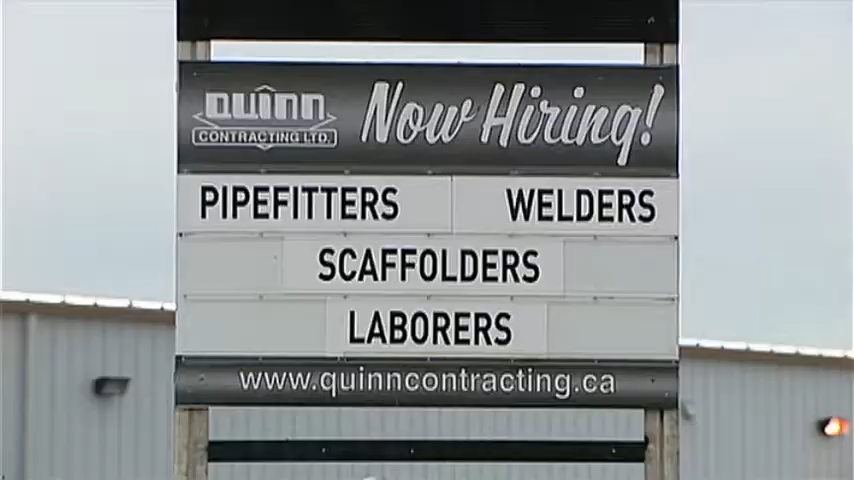 QUINN
CONTRACTING LTD.
Now Hiring!
PIPEFITTERS WELDERS
SCAFFOLDERS
LABORERS
www.quinncontracting.ca